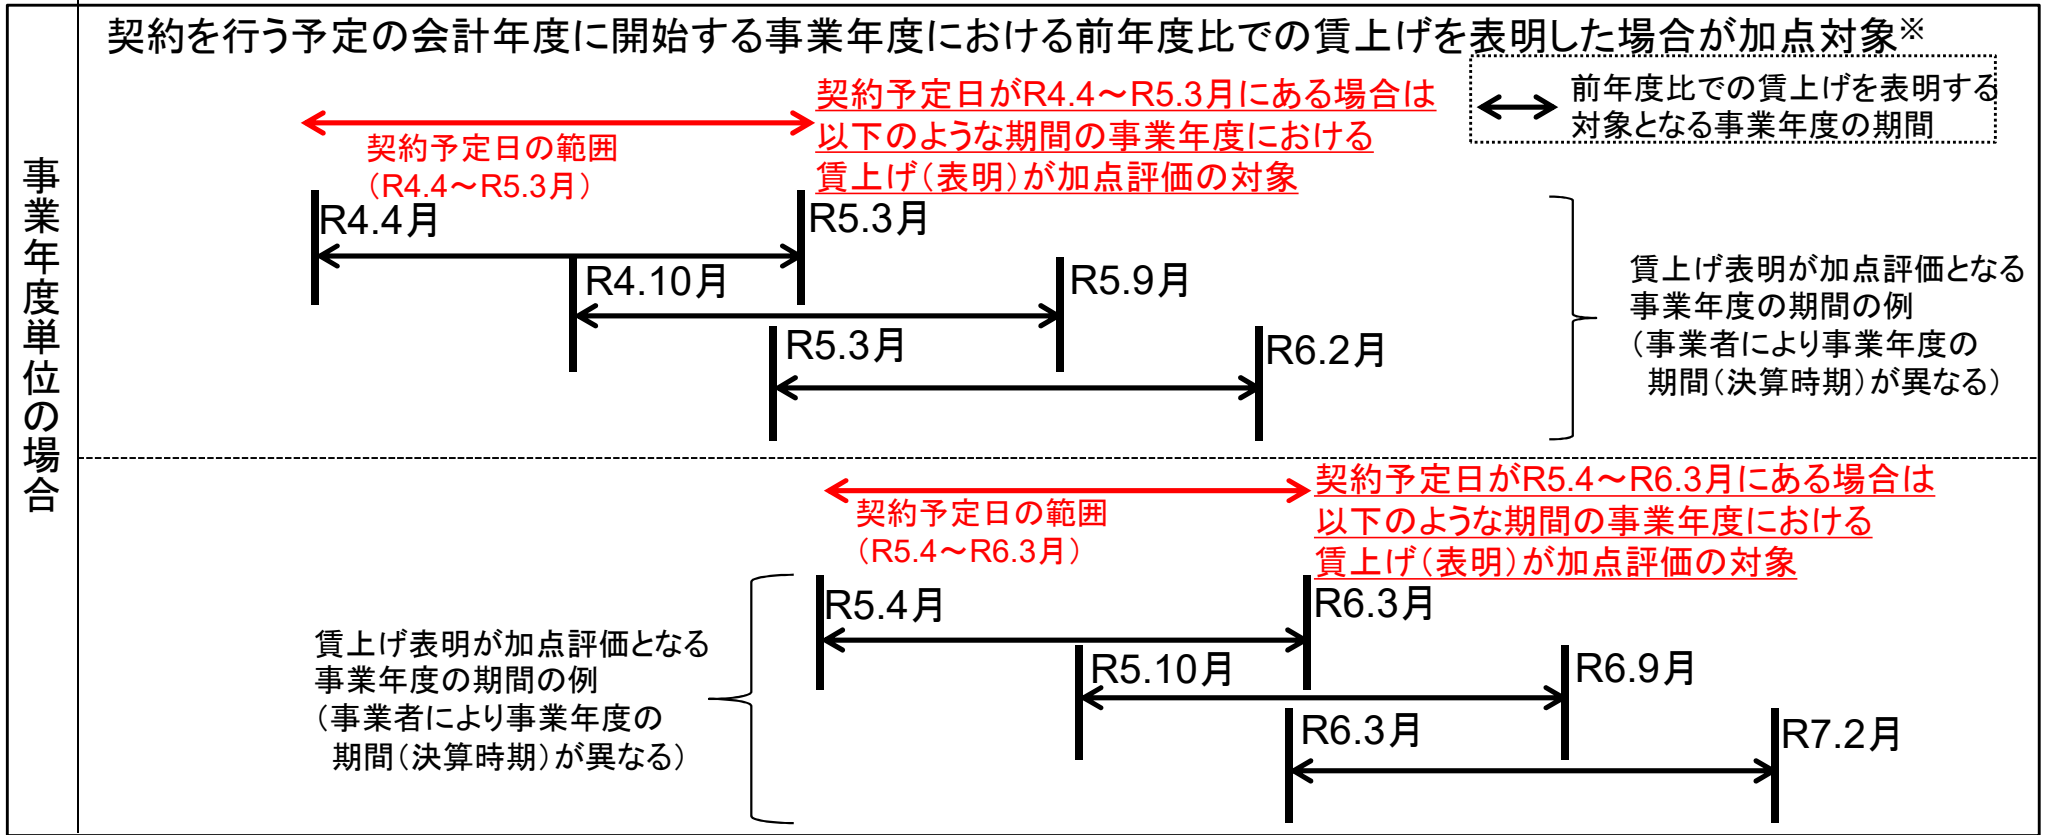 契約を行う予定の会計年度に開始する事業年度における前年度比での賃上げを表明した場合が加点対象※
前年度比での賃上げを表明する
対象となる事業年度の期間
事業年度単位の場合
契約予定日の範囲
（R4.4～R5.3月）
契約予定日がR4.4～R5.3月にある場合は
以下のような期間の事業年度における
賃上げ（表明）が加点評価の対象
R4.4月
R5.3月
R4.10月
R5.9月
R5.3月
R6.2月
賃上げ表明が加点評価となる
事業年度の期間の例
（事業者により事業年度の
期間（決算時期）が異なる）
契約予定日の範囲
（R5.4～R6.3月）
契約予定日がR5.4～R6.3月にある場合は
以下のような期間の事業年度における
賃上げ（表明）が加点評価の対象
R5.4月
R6.3月
R5.10月
R6.9月
R6.3月
R7.2月
賃上げ表明が加点評価となる
事業年度の期間の例
（事業者により事業年度の
期間（決算時期）が異なる）